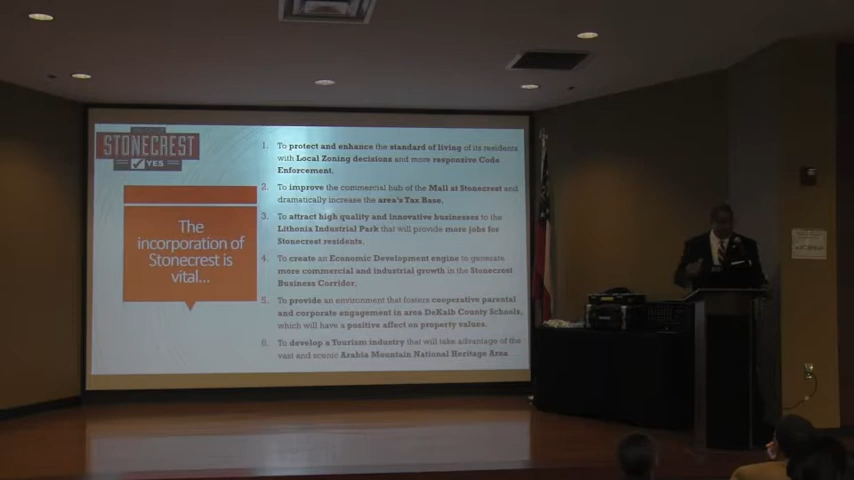 STONECREST
YES
The
incorporation of
Stonecrest is
vital...
1. To protect and enhance the standard of living of its residents
with Local Zoning decisions and more responsive Code
Enforcement.
2. To improve the commercial hub of the Mall at Stonecrest and
dramatically increase the area's Tax Base.
3. To attract high quality and innovative businesses to the
Lithonia Industrial Park that will provide more jobs for
Stonecrest residents.
4. To create an Economic Development engine to generate
more commercial and industrial growth in the Stonecrest
Business Corridor.
5. To provide an environment that fosters cooperative parental
and corporate engagement in area DeKalb County Schools,
which will have a positive affect on property values.
6. To develop a Tourism industry that will take advantage of the
vast and scenic Arabia Mountain National Heritage Area